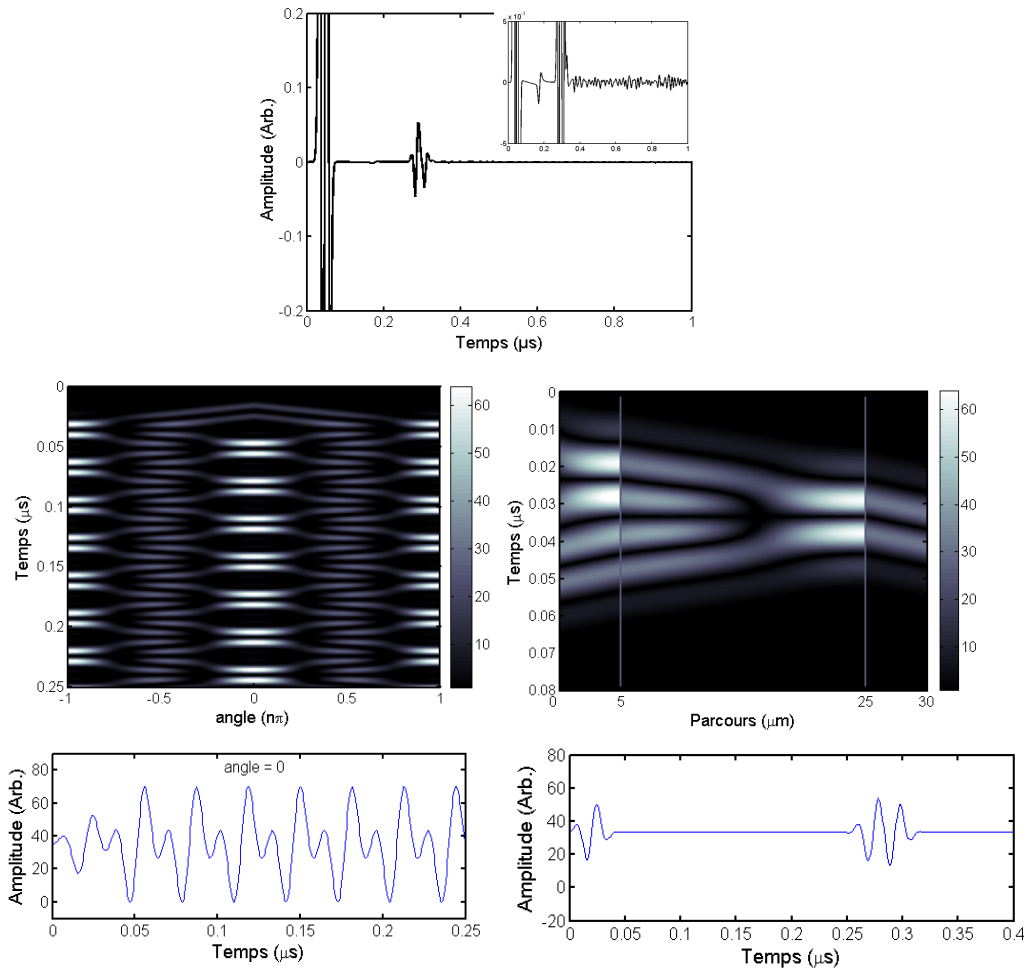 0.2
0.1
0
-0.1
-0.2
Amplitude (Arb.)
0 0.2 0.4 0.6 0.8 1
Temps (µs)
5
0
-5
0 0.2 0.4 0.6 0.8 1
0
0.05
0.1
0.15
0.2
0.25
Temps (µs)
-1 -0.5 0 0.5 1
angle (nπ)
60
50
40
30
20
10
0
0.01
0.02
0.03
0.04
0.05
0.06
0.07
0.08
Temps (µs)
0 5 25 30
Parcours (µm)
60
50
40
30
20
10
80
60
40
20
0
Amplitude (Arb.)
angle = 0
0 0.05 0.1 0.15 0.2 0.25
Temps (µs)
80
60
40
20
0
-20
Amplitude (Arb.)
0 0.05 0.1 0.15 0.2 0.25 0.3 0.35 0.4
Temps (µs)